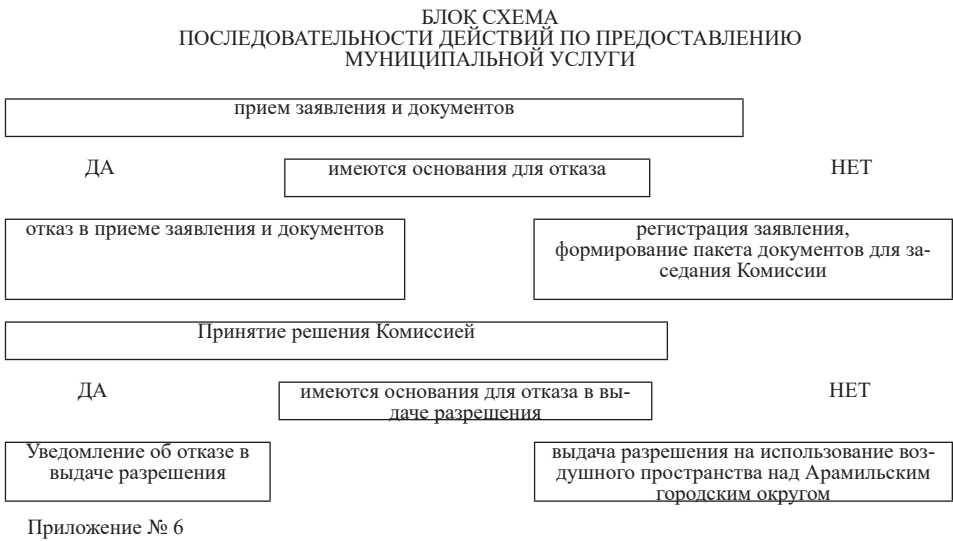 БЛОК СХЕМА
ПОСЛЕДОВАТЕЛЬНОСТИ ДЕЙСТВИЙ ПО ПРЕДОСТАВЛЕНИЮ
МУНИЦИПАЛЬНОЙ УСЛУГИ
прием заявления и документов
ДА
имеются основания для отказа
НЕТ
отказ в приеме заявления и документов
регистрация заявления,
формирование пакета документов для за-
седания Комиссии
Принятие решения Комиссией
ДА
имеются основания для отказа в вы-
даче разрешения
НЕТ
Уведомление об отказе в
выдаче разрешения
выдача разрешения на использование воз-
душного пространства над Арамильским
городским округом
Приложение № 6